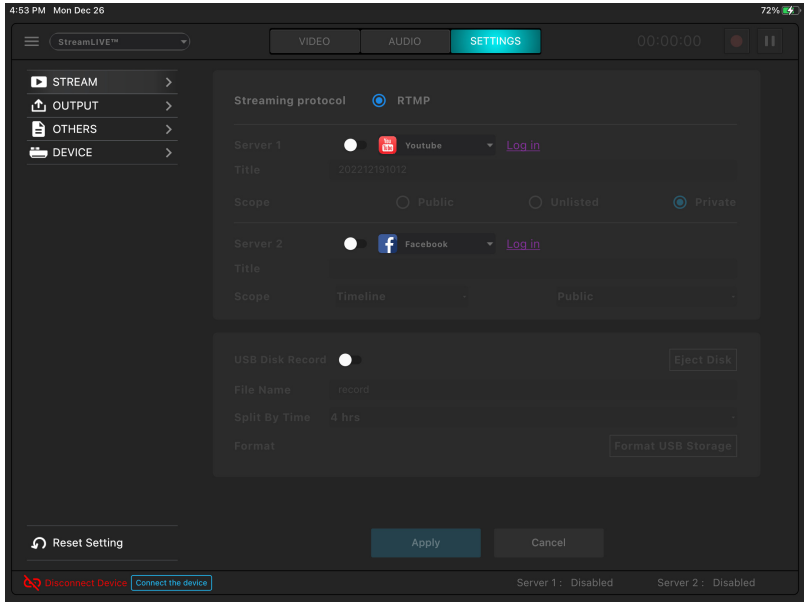 4:53 PM Mon Dec 26 72%
StreamLIVE™ VIDEO AUDIO SETTINGS 00:00:00
STREAM
OUTPUT
OTHERS
DEVICE
Streaming protocol RTMP
Server 1 Youtube Log in
Title 202212191012
Scope Public Unlisted Private
Server 2 Facebook Log in
Title
Scope Timeline Public
USB Disk Record Eject Disk
File Name record
Split By Time 4 hrs
Format Format USB Storage
Reset Setting Apply Cancel
Disconnect Device Connect the device Server 1 : Disabled Server 2 : Disabled